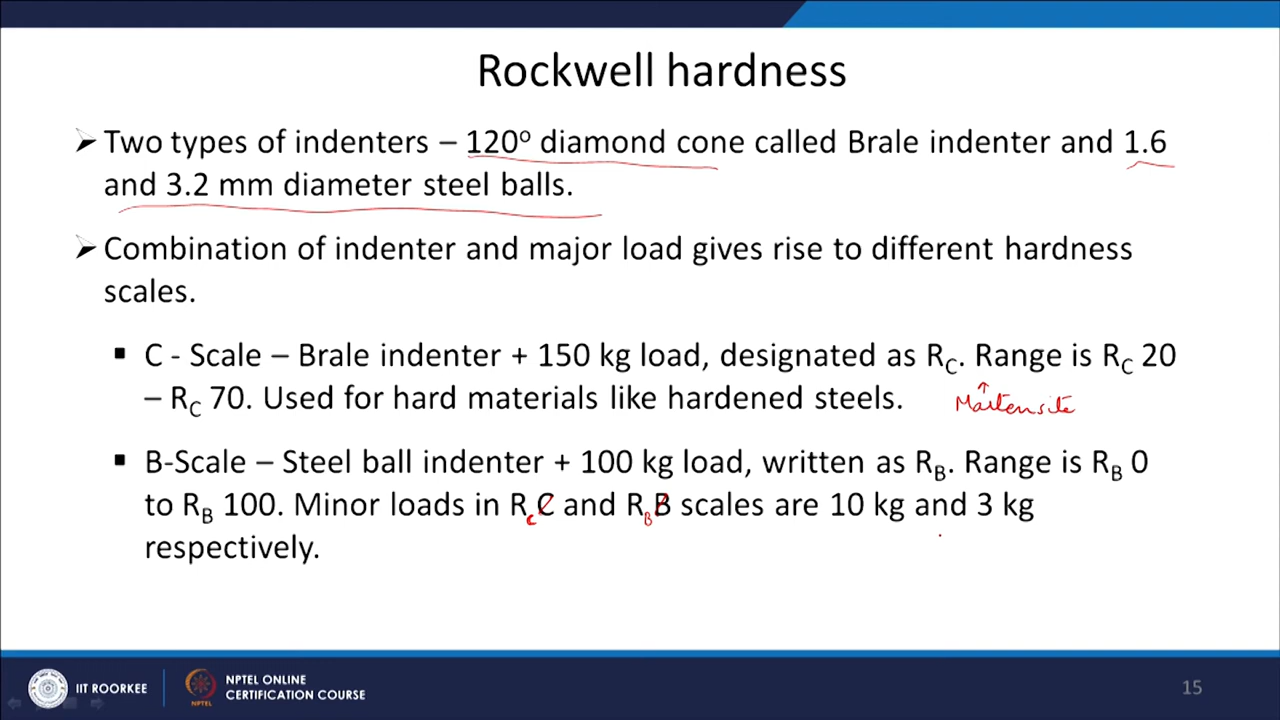 Rockwell hardness
➢ Two types of indenters – 120° diamond cone called Brale indenter and 1.6
and 3.2 mm diameter steel balls.
➢ Combination of indenter and major load gives rise to different hardness
scales.
▪ C - Scale – Brale indenter + 150 kg load, designated as R_C. Range is R_C 20
– R_C 70. Used for hard materials like hardened steels.
↑
Martensite
▪ B-Scale – Steel ball indenter + 100 kg load, written as R_B. Range is R_B 0
to R_B 100. Minor loads in R_C C and R_B B scales are 10 kg and 3 kg
respectively.
IIT ROORKEE
NPTEL
NPTEL ONLINE
CERTIFICATION COURSE
15